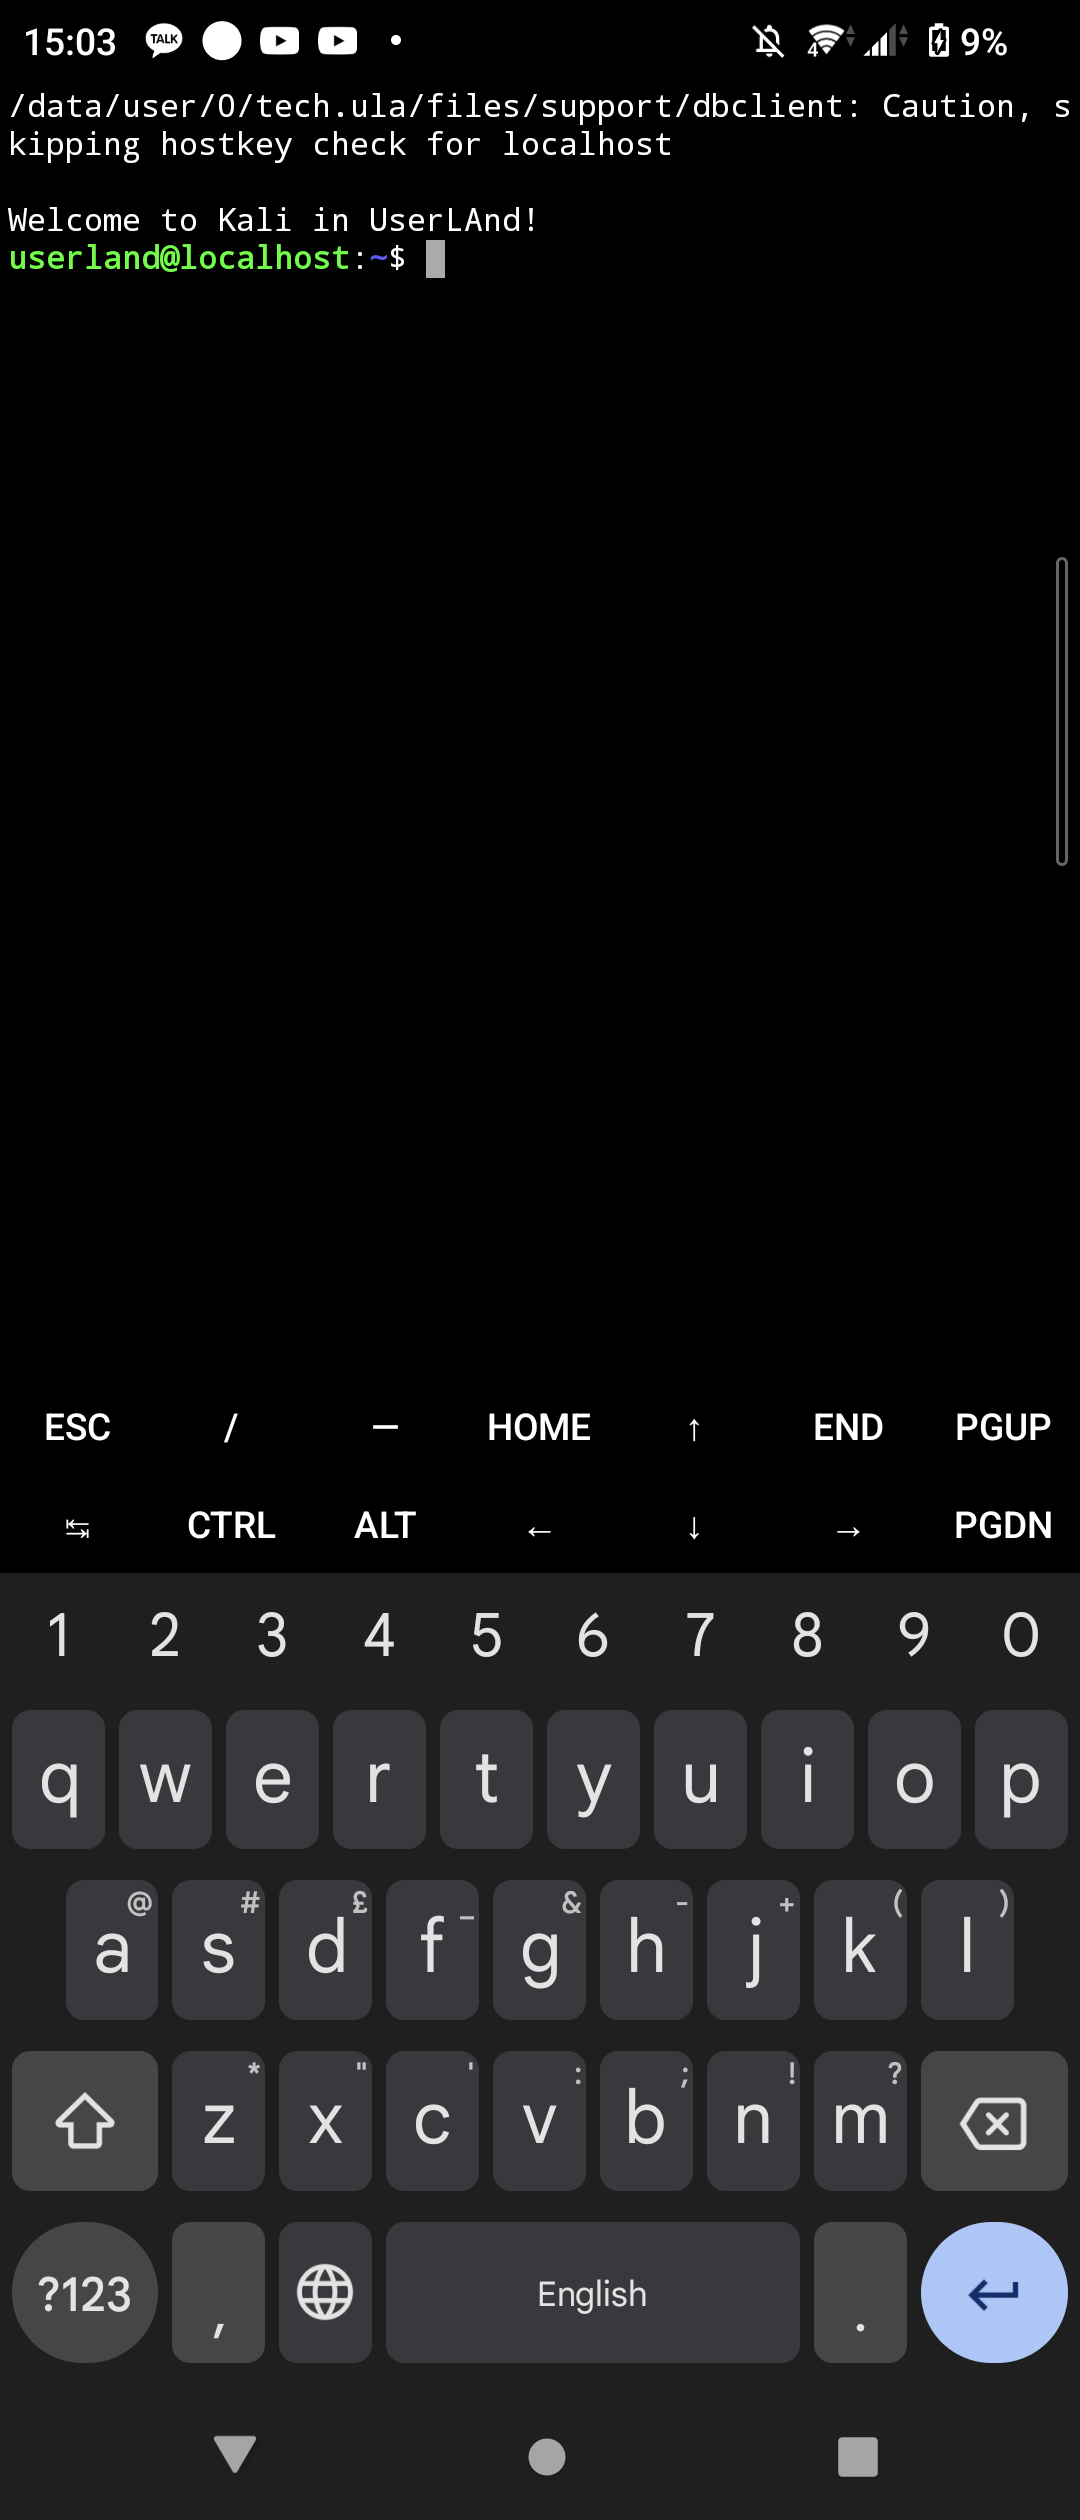 15:03 TALK 4 9%
/data/user/0/tech.ula/files/support/dbclient: Caution, s
kipping hostkey check for localhost
Welcome to Kali in UserLAnd!
userland@localhost:~$
ESC / — HOME ↑ END PGUP
↹ CTRL ALT ← ↓ → PGDN
1 2 3 4 5 6 7 8 9 0
q w e r t y u i o p
@ # £ _ & - + ( )
a s d f g h j k l
* " ' : ; ! ?
z x c v b n m
?123 , English .